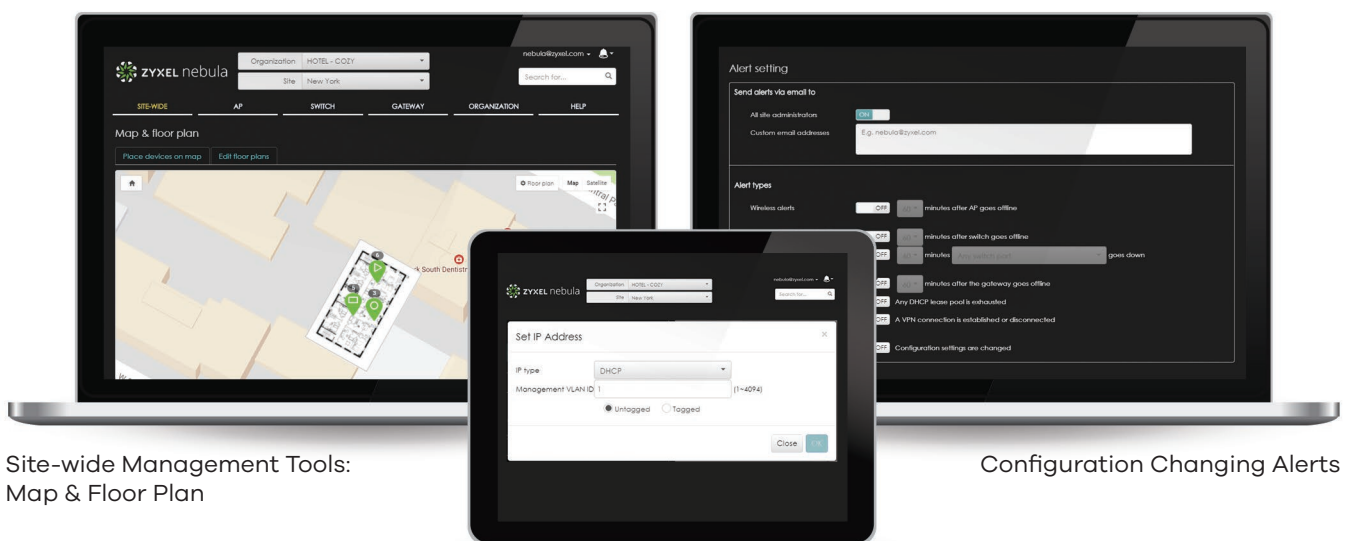 nebula@zyxel.com
ZYXEL nebula
Organization HOTEL - COZY
Site New York
Search for...
SITE-WIDE AP SWITCH GATEWAY ORGANIZATION HELP
Map & floor plan
Place devices on map Edit floor plans
Floor plan Map Satellite
South Dentistr
6
5 3
Alert setting
Send alerts via email to
All site administrators ON
Custom email addresses E.g. nebula@zyxel.com
Alert types
Wireless alerts OFF minutes after AP goes offline
OFF minutes after switch goes offline
OFF minutes Any switch port goes down
OFF minutes after the gateway goes offline
OFF Any DHCP lease pool is exhausted
OFF A VPN connection is established or disconnected
OFF Configuration settings are changed
nebula@zyxel.com
ZYXEL nebula
Organization HOTEL - COZY
Site New York
Search for...
Set IP Address ×
IP type DHCP
Management VLAN ID 1 (1~4094)
Untagged Tagged
Close OK
Site-wide Management Tools:
Map & Floor Plan
Configuration Changing Alerts